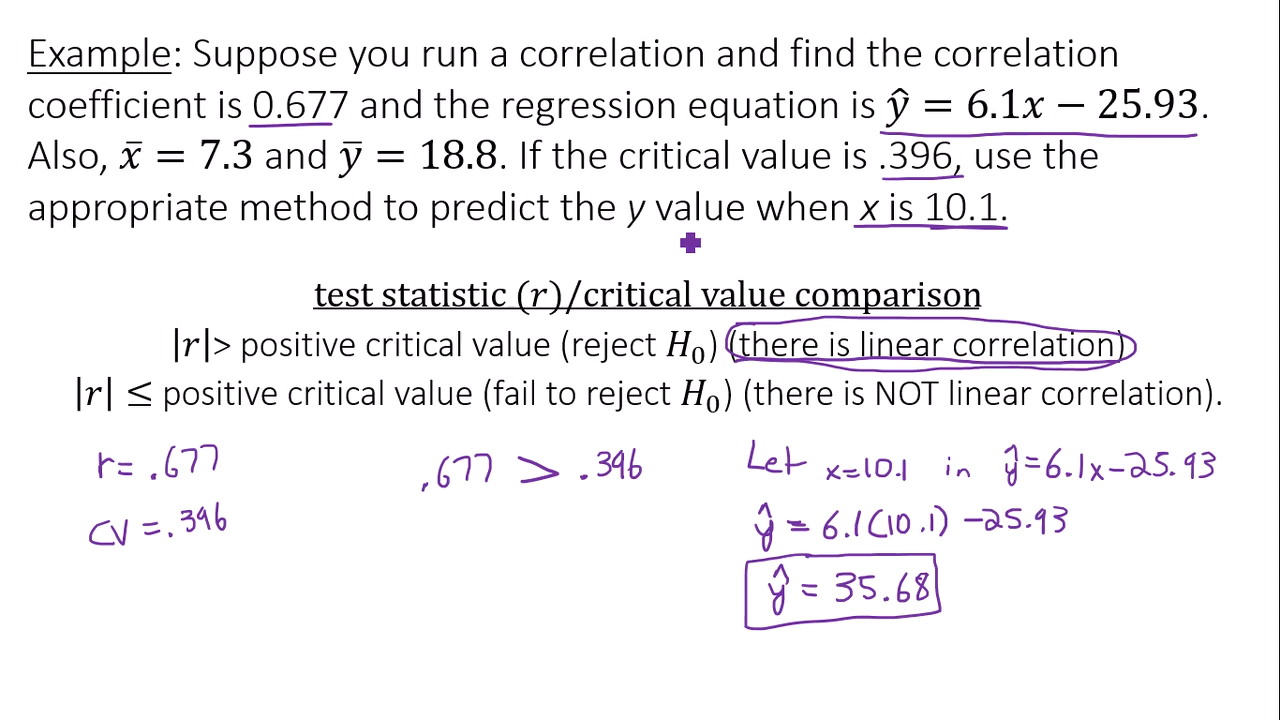 Example: Suppose you run a correlation and find the correlation
coefficient is 0.677 and the regression equation is ŷ = 6.1x − 25.93.
Also, x̄ = 7.3 and ȳ = 18.8. If the critical value is .396, use the
appropriate method to predict the y value when x is 10.1.
test statistic (r)/critical value comparison
|r|> positive critical value (reject H₀) (there is linear correlation)
|r| ≤ positive critical value (fail to reject H₀) (there is NOT linear correlation).
r= .677
.677 > .396
Let x=10.1 in ŷ=6.1x−25.93
CV =.396
ŷ = 6.1(10.1) −25.93
ŷ = 35.68